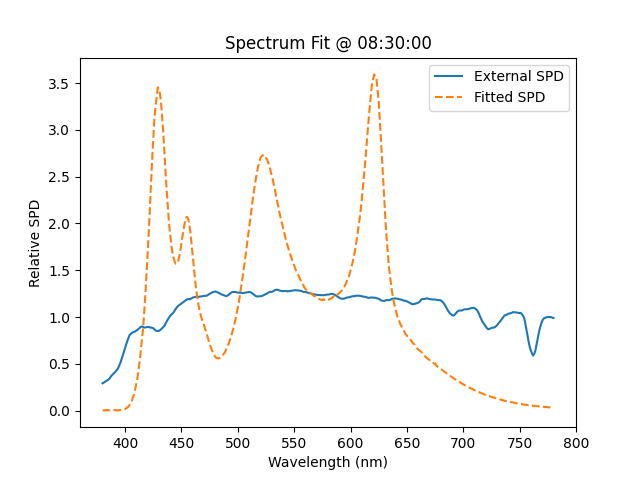 Spectrum Fit @ 08:30:00
External SPD
Fitted SPD
Relative SPD
3.5
3.0
2.5
2.0
1.5
1.0
0.5
0.0
400 450 500 550 600 650 700 750 800
Wavelength (nm)